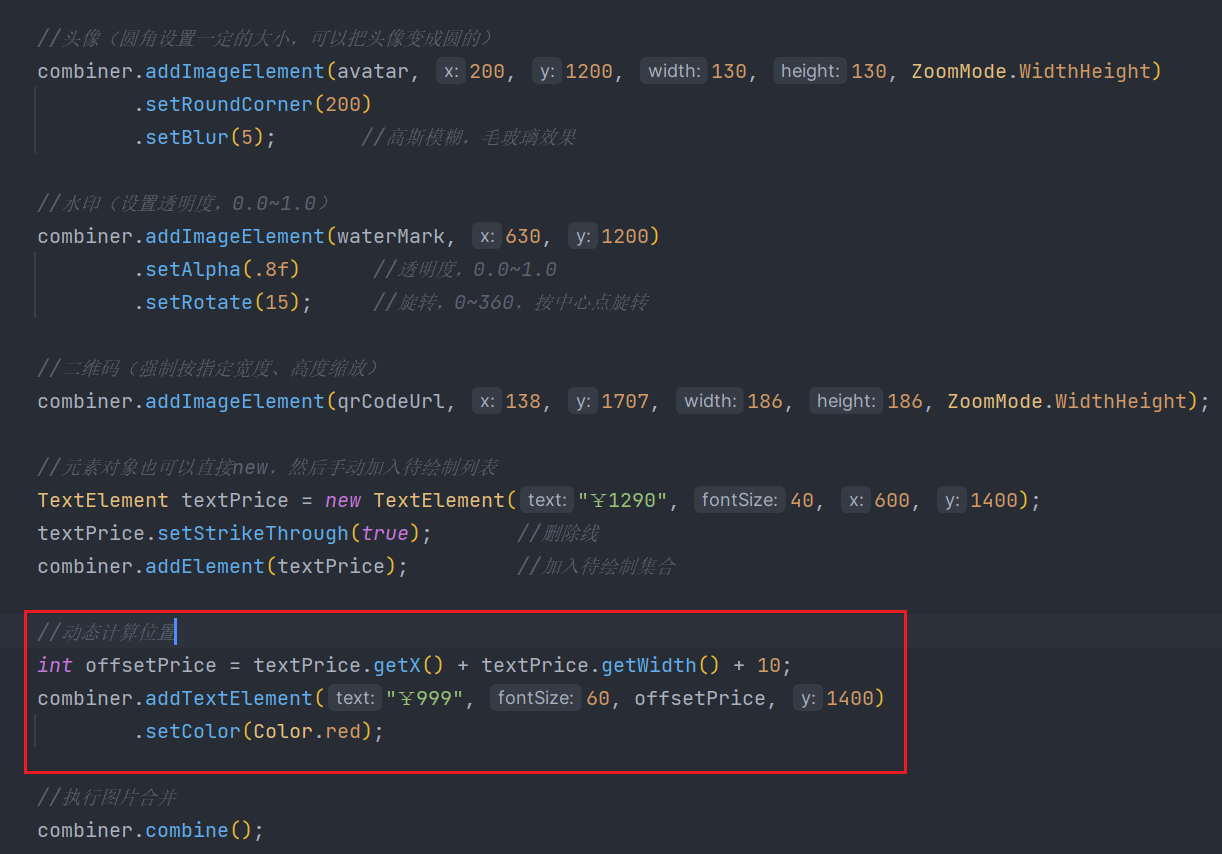 //头像（圆角设置一定的大小，可以把头像变成圆的）
combiner.addImageElement(avatar, x: 200, y: 1200, width: 130, height: 130, ZoomMode.WidthHeight)
.setRoundCorner(200)
.setBlur(5); //高斯模糊，毛玻璃效果
//水印（设置透明度，0.0~1.0）
combiner.addImageElement(waterMark, x: 630, y: 1200)
.setAlpha(.8f) //透明度，0.0~1.0
.setRotate(15); //旋转，0~360，按中心点旋转
//二维码（强制按指定宽度、高度缩放）
combiner.addImageElement(qrCodeUrl, x: 138, y: 1707, width: 186, height: 186, ZoomMode.WidthHeight);
//元素对象也可以直接new，然后手动加入待绘制列表
TextElement textPrice = new TextElement( text: "￥1290", fontSize: 40, x: 600, y: 1400);
textPrice.setStrikeThrough(true); //删除线
combiner.addElement(textPrice); //加入待绘制集合
//动态计算位置
int offsetPrice = textPrice.getX() + textPrice.getWidth() + 10;
combiner.addTextElement( text: "￥999", fontSize: 60, offsetPrice, y: 1400)
.setColor(Color.red);
//执行图片合并
combiner.combine();